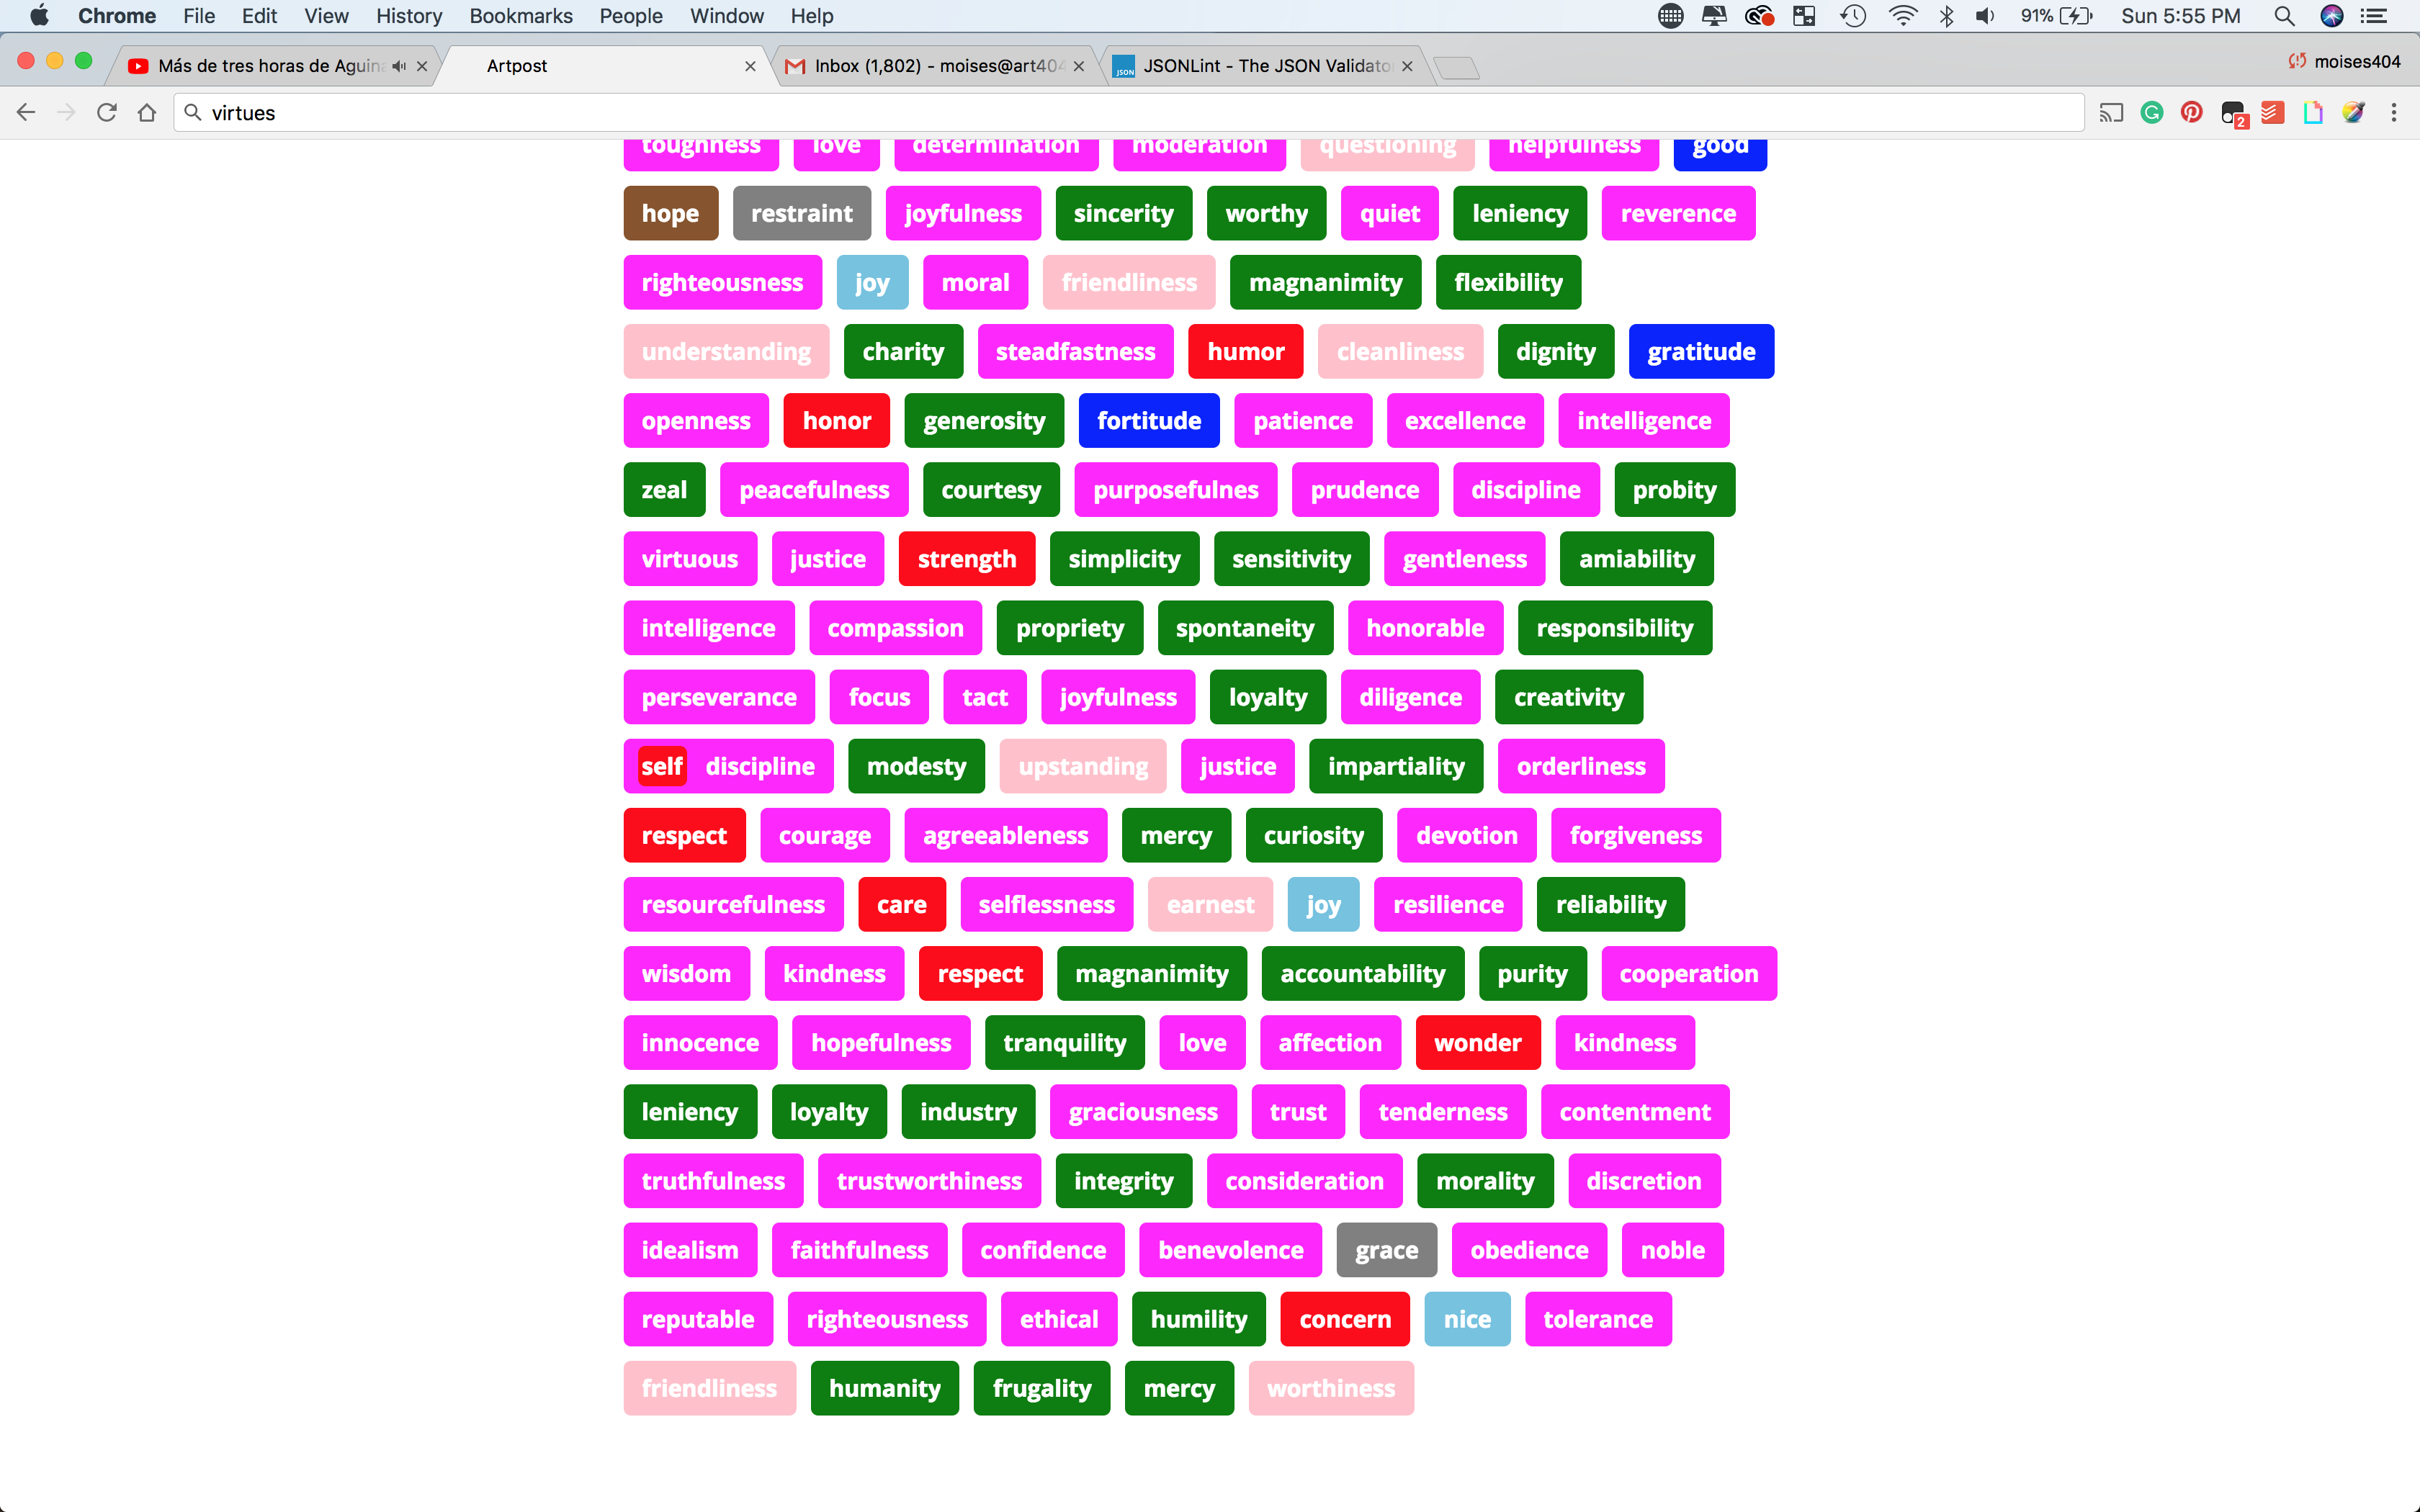 Chrome File Edit View History Bookmarks People Window Help 91% Sun 5:55 PM
Más de tres horas de Aguina Artpost Inbox (1,802) - moises@art404 JSON JSONLint - The JSON Validator moises404
virtues 2
toughness love determination moderation questioning helpfulness good
hope restraint joyfulness sincerity worthy quiet leniency reverence
righteousness joy moral friendliness magnanimity flexibility
understanding charity steadfastness humor cleanliness dignity gratitude
openness honor generosity fortitude patience excellence intelligence
zeal peacefulness courtesy purposefulnes prudence discipline probity
virtuous justice strength simplicity sensitivity gentleness amiability
intelligence compassion propriety spontaneity honorable responsibility
perseverance focus tact joyfulness loyalty diligence creativity
self discipline modesty upstanding justice impartiality orderliness
respect courage agreeableness mercy curiosity devotion forgiveness
resourcefulness care selflessness earnest joy resilience reliability
wisdom kindness respect magnanimity accountability purity cooperation
innocence hopefulness tranquility love affection wonder kindness
leniency loyalty industry graciousness trust tenderness contentment
truthfulness trustworthiness integrity consideration morality discretion
idealism faithfulness confidence benevolence grace obedience noble
reputable righteousness ethical humility concern nice tolerance
friendliness humanity frugality mercy worthiness